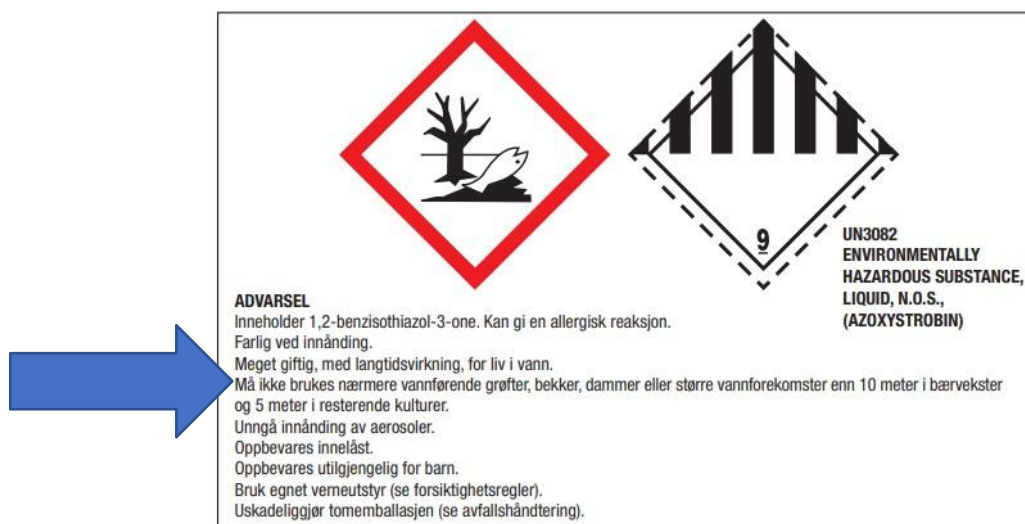 9
UN3082
ENVIRONMENTALLY
HAZARDOUS SUBSTANCE,
LIQUID, N.O.S.,
(AZOXYSTROBIN)
ADVARSEL
Inneholder 1,2-benzisothiazol-3-one. Kan gi en allergisk reaksjon.
Farlig ved innånding.
Meget giftig, med langtidsvirkning, for liv i vann.
Må ikke brukes nærmere vannførende grøfter, bekker, dammer eller større vannforekomster enn 10 meter i bærvekster
og 5 meter i resterende kulturer.
Unngå innånding av aerosoler.
Oppbevares innelåst.
Oppbevares utilgjengelig for barn.
Bruk egnet verneutstyr (se forsiktighetsregler).
Uskadeliggjør tomemballasjen (se avfallshåndtering).